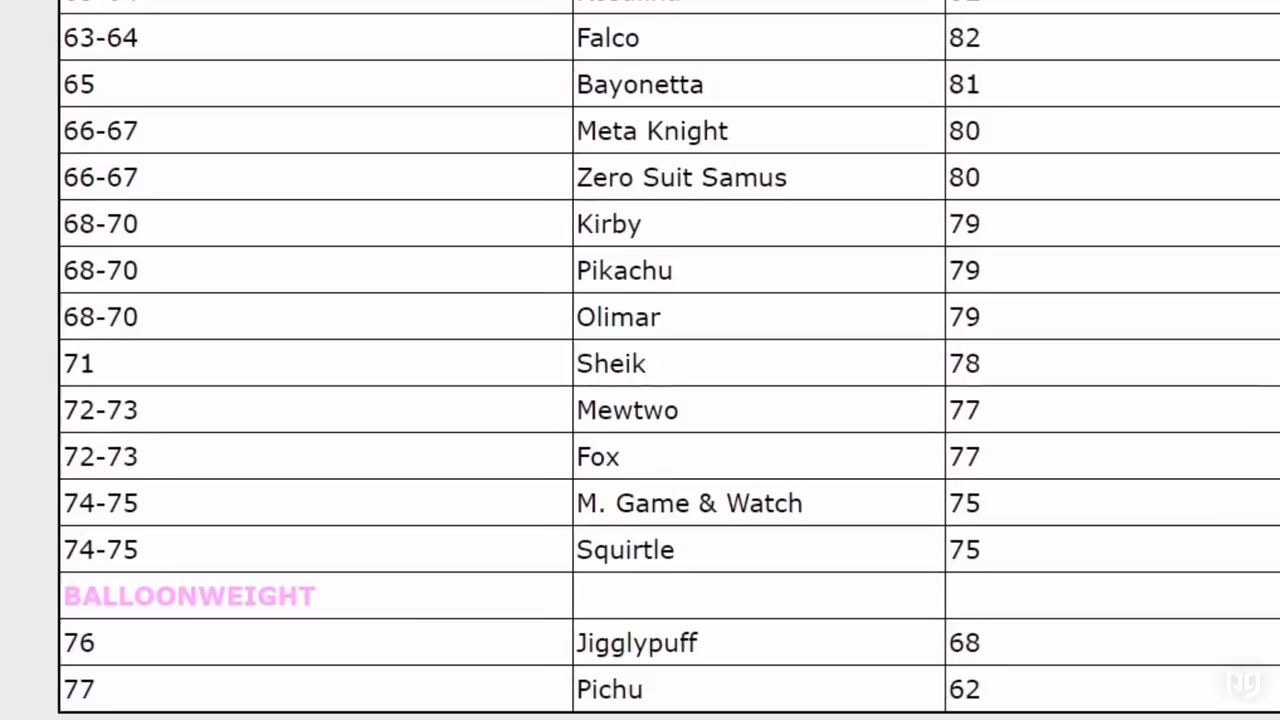 63-64 Falco 82
65 Bayonetta 81
66-67 Meta Knight 80
66-67 Zero Suit Samus 80
68-70 Kirby 79
68-70 Pikachu 79
68-70 Olimar 79
71 Sheik 78
72-73 Mewtwo 77
72-73 Fox 77
74-75 M. Game & Watch 75
74-75 Squirtle 75
BALLOONWEIGHT
76 Jigglypuff 68
77 Pichu 62